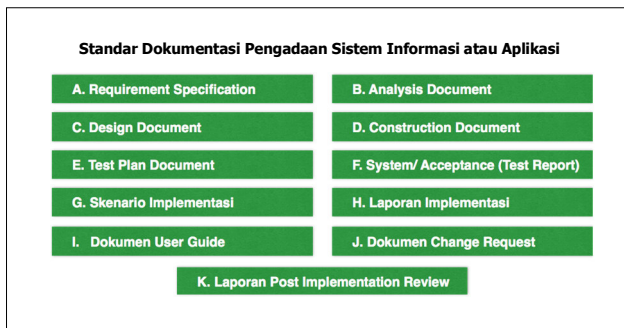 Standar Dokumentasi Pengadaan Sistem Informasi atau Aplikasi
A. Requirement Specification
B. Analysis Document
C. Design Document
D. Construction Document
E. Test Plan Document
F. System/ Acceptance (Test Report)
G. Skenario Implementasi
H. Laporan Implementasi
I. Dokumen User Guide
J. Dokumen Change Request
K. Laporan Post Implementation Review